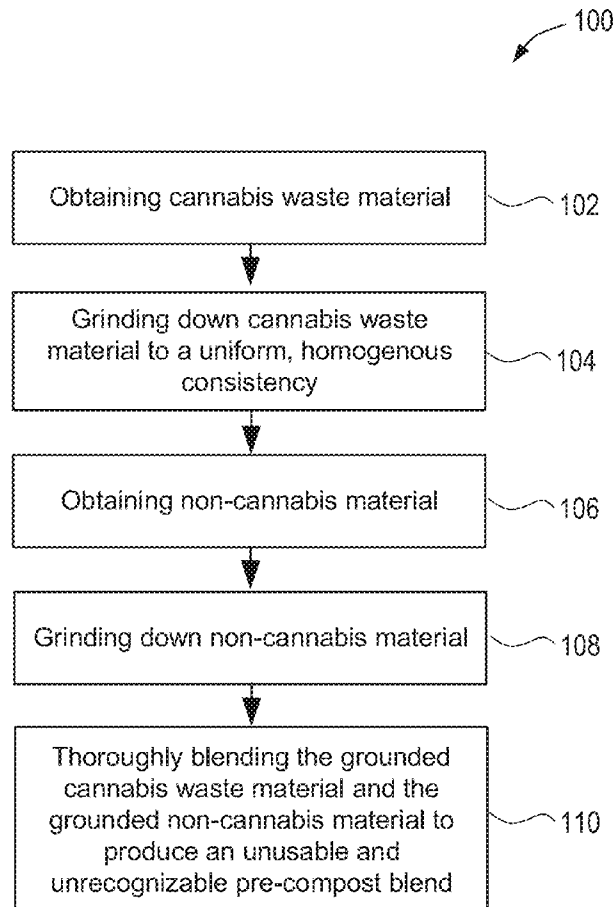 100
Obtaining cannabis waste material
102
Grinding down cannabis waste
material to a uniform, homogenous
consistency
104
Obtaining non-cannabis material
106
Grinding down non-cannabis material
108
Thoroughly blending the grounded
cannabis waste material and the
grounded non-cannabis material to
produce an unusable and
unrecognizable pre-compost blend
110